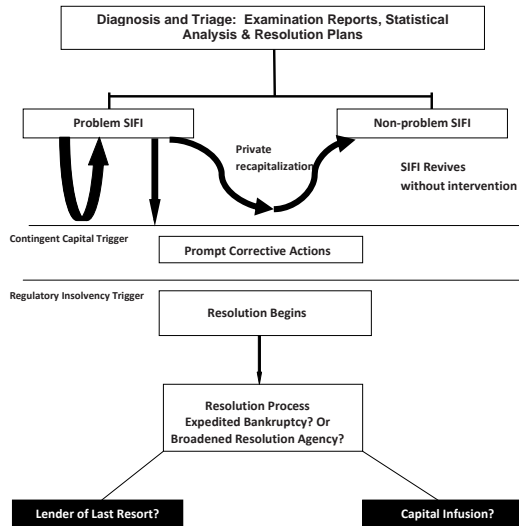 Diagnosis and Triage: Examination Reports, Statistical
Analysis & Resolution Plans
Problem SIFI
Non-problem SIFI
Private
recapitalization
SIFI Revives
without intervention
Contingent Capital Trigger
Prompt Corrective Actions
Regulatory Insolvency Trigger
Resolution Begins
Resolution Process
Expedited Bankruptcy? Or
Broadened Resolution Agency?
Lender of Last Resort?
Capital Infusion?